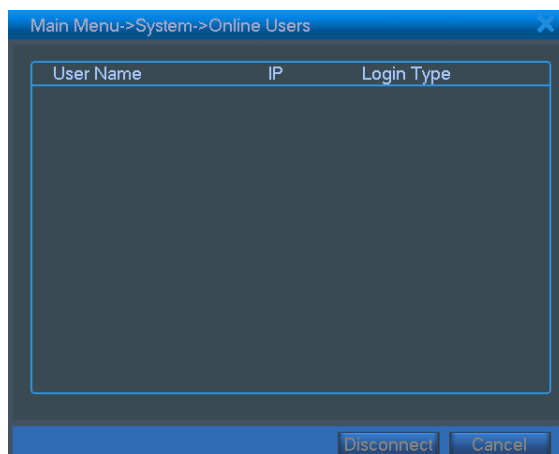 Main Menu->System->Online Users
User Name IP Login Type
Disconnect Cancel